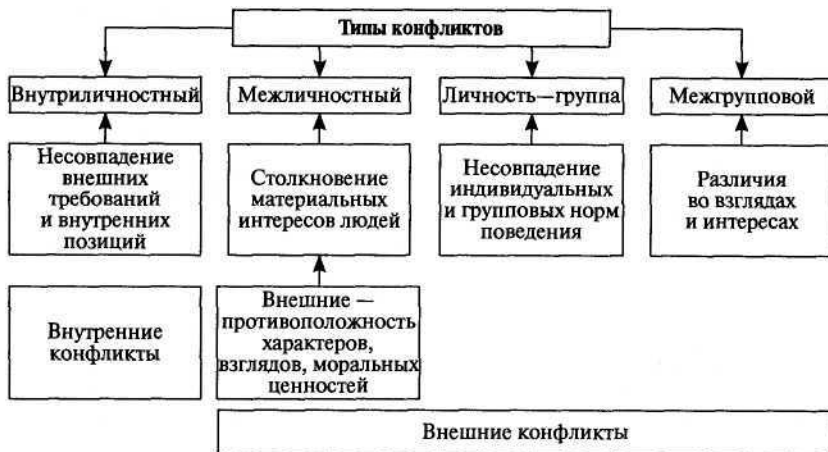 Типы конфликтов
Внутриличностный
Межличностный
Личность—группа
Межгрупповой
Несовпадение
внешних
требований
и внутренних
позиций
Столкновение
материальных
интересов людей
Несовпадение
индивидуальных
и групповых норм
поведения
Различия
во взглядах
и интересах
Внутренние
конфликты
Внешние —
противоположность
характеров,
взглядов, моральных
ценностей
Внешние конфликты